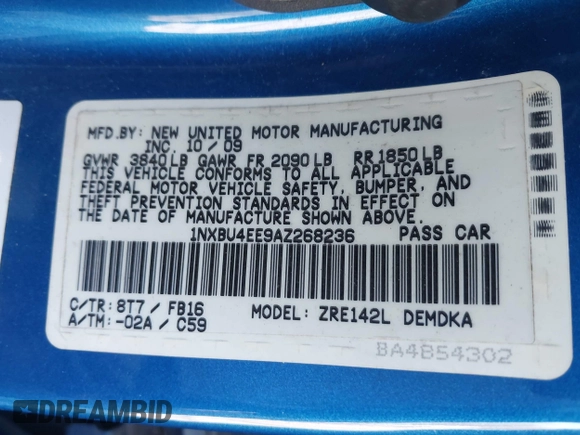 MFD.BY: NEW UNITED MOTOR MANUFACTURING
INC. 10 / 09
GVWR 3840LB GAWR FR 2090LB RR 1850LB
THIS VEHICLE CONFORMS TO ALL APPLICABLE
FEDERAL MOTOR VEHICLE SAFETY, BUMPER, AND
THEFT PREVENTION STANDARDS IN EFFECT ON
THE DATE OF MANUFACTURE SHOWN ABOVE.
1NXBU4EE9AZ268236 PASS CAR
C/TR: 8T7 / FB16 MODEL: ZRE142L DEMDKA
A/TM: -02A / C59
BA4B54302
DREAMBID